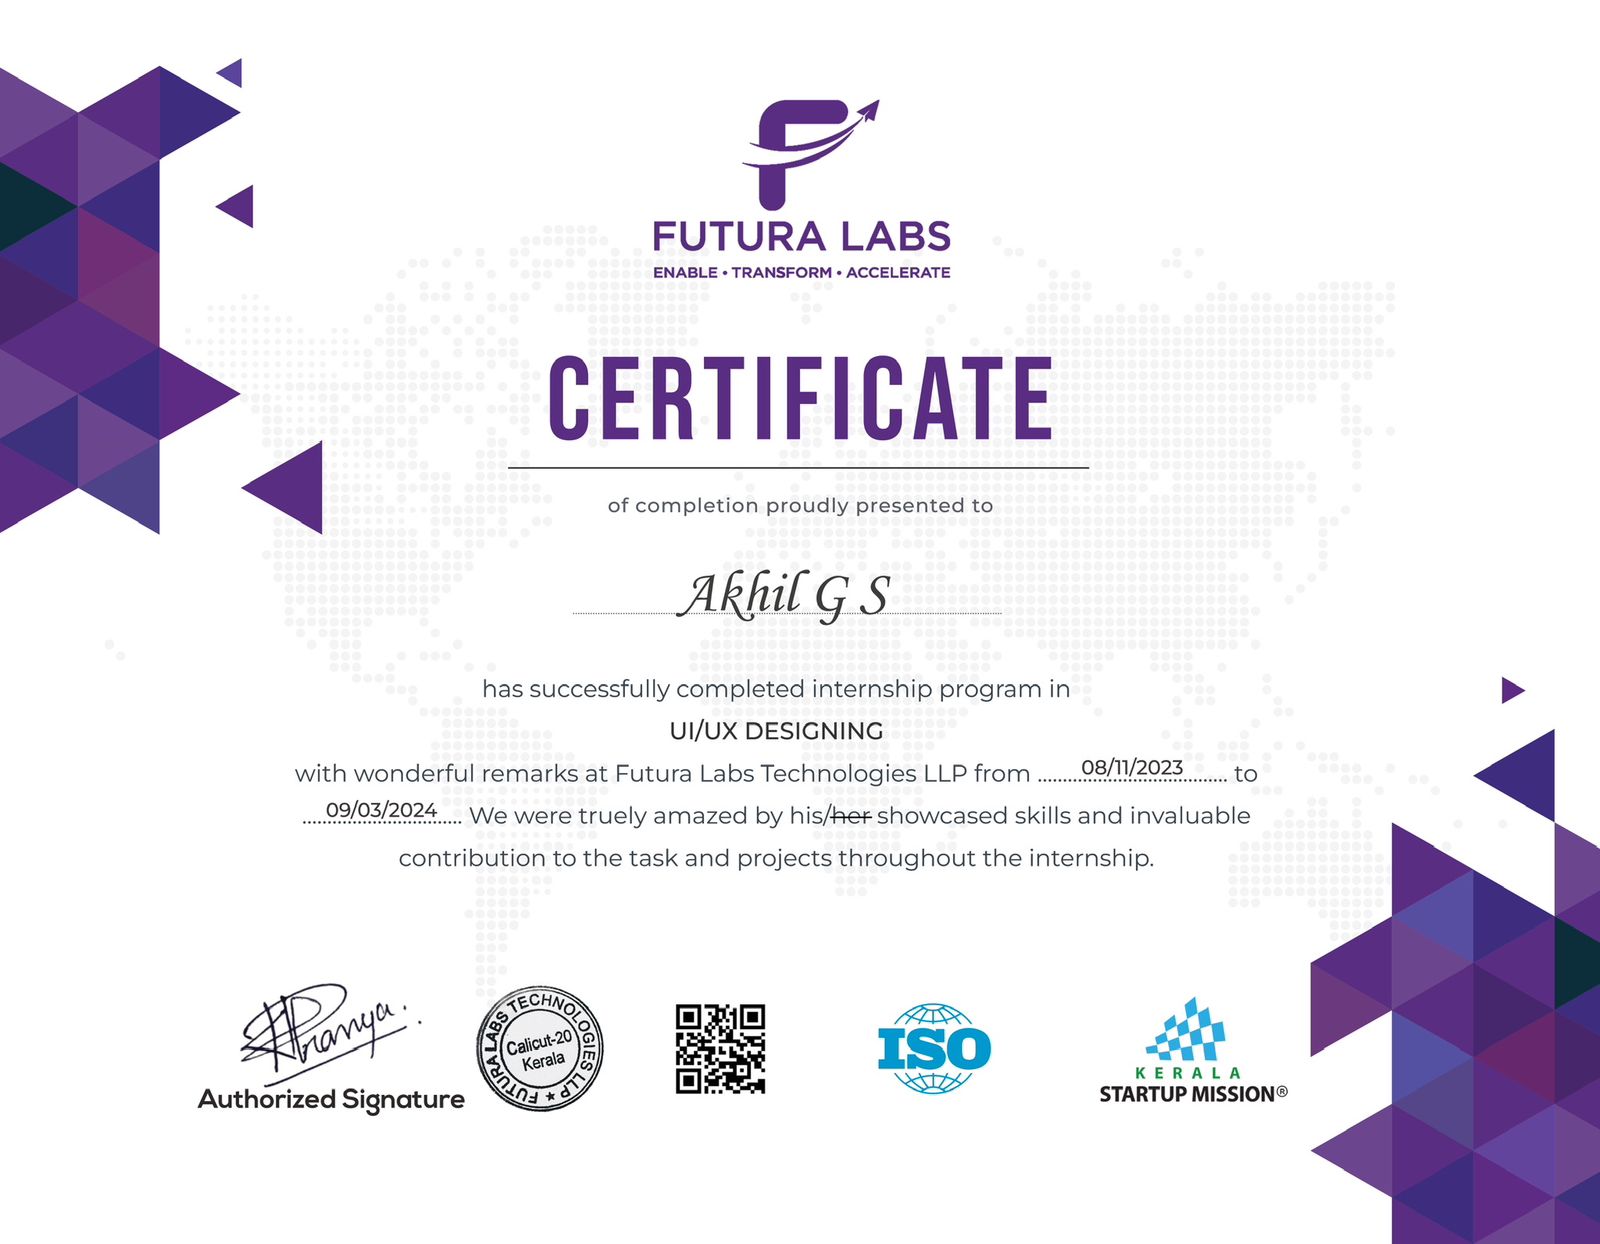 FUTURA LABS
ENABLE • TRANSFORM • ACCELERATE
CERTIFICATE
of completion proudly presented to
Akhil G S
has successfully completed internship program in
UI/UX DESIGNING
with wonderful remarks at Futura Labs Technologies LLP from 08/11/2023 to
09/03/2024 We were truely amazed by his/her showcased skills and invaluable
contribution to the task and projects throughout the internship.
Pranya.
Authorized Signature
FUTURA LABS TECHNOLOGIES LLP ★
Calicut-20
Kerala
ISO
KERALA
STARTUP MISSION®